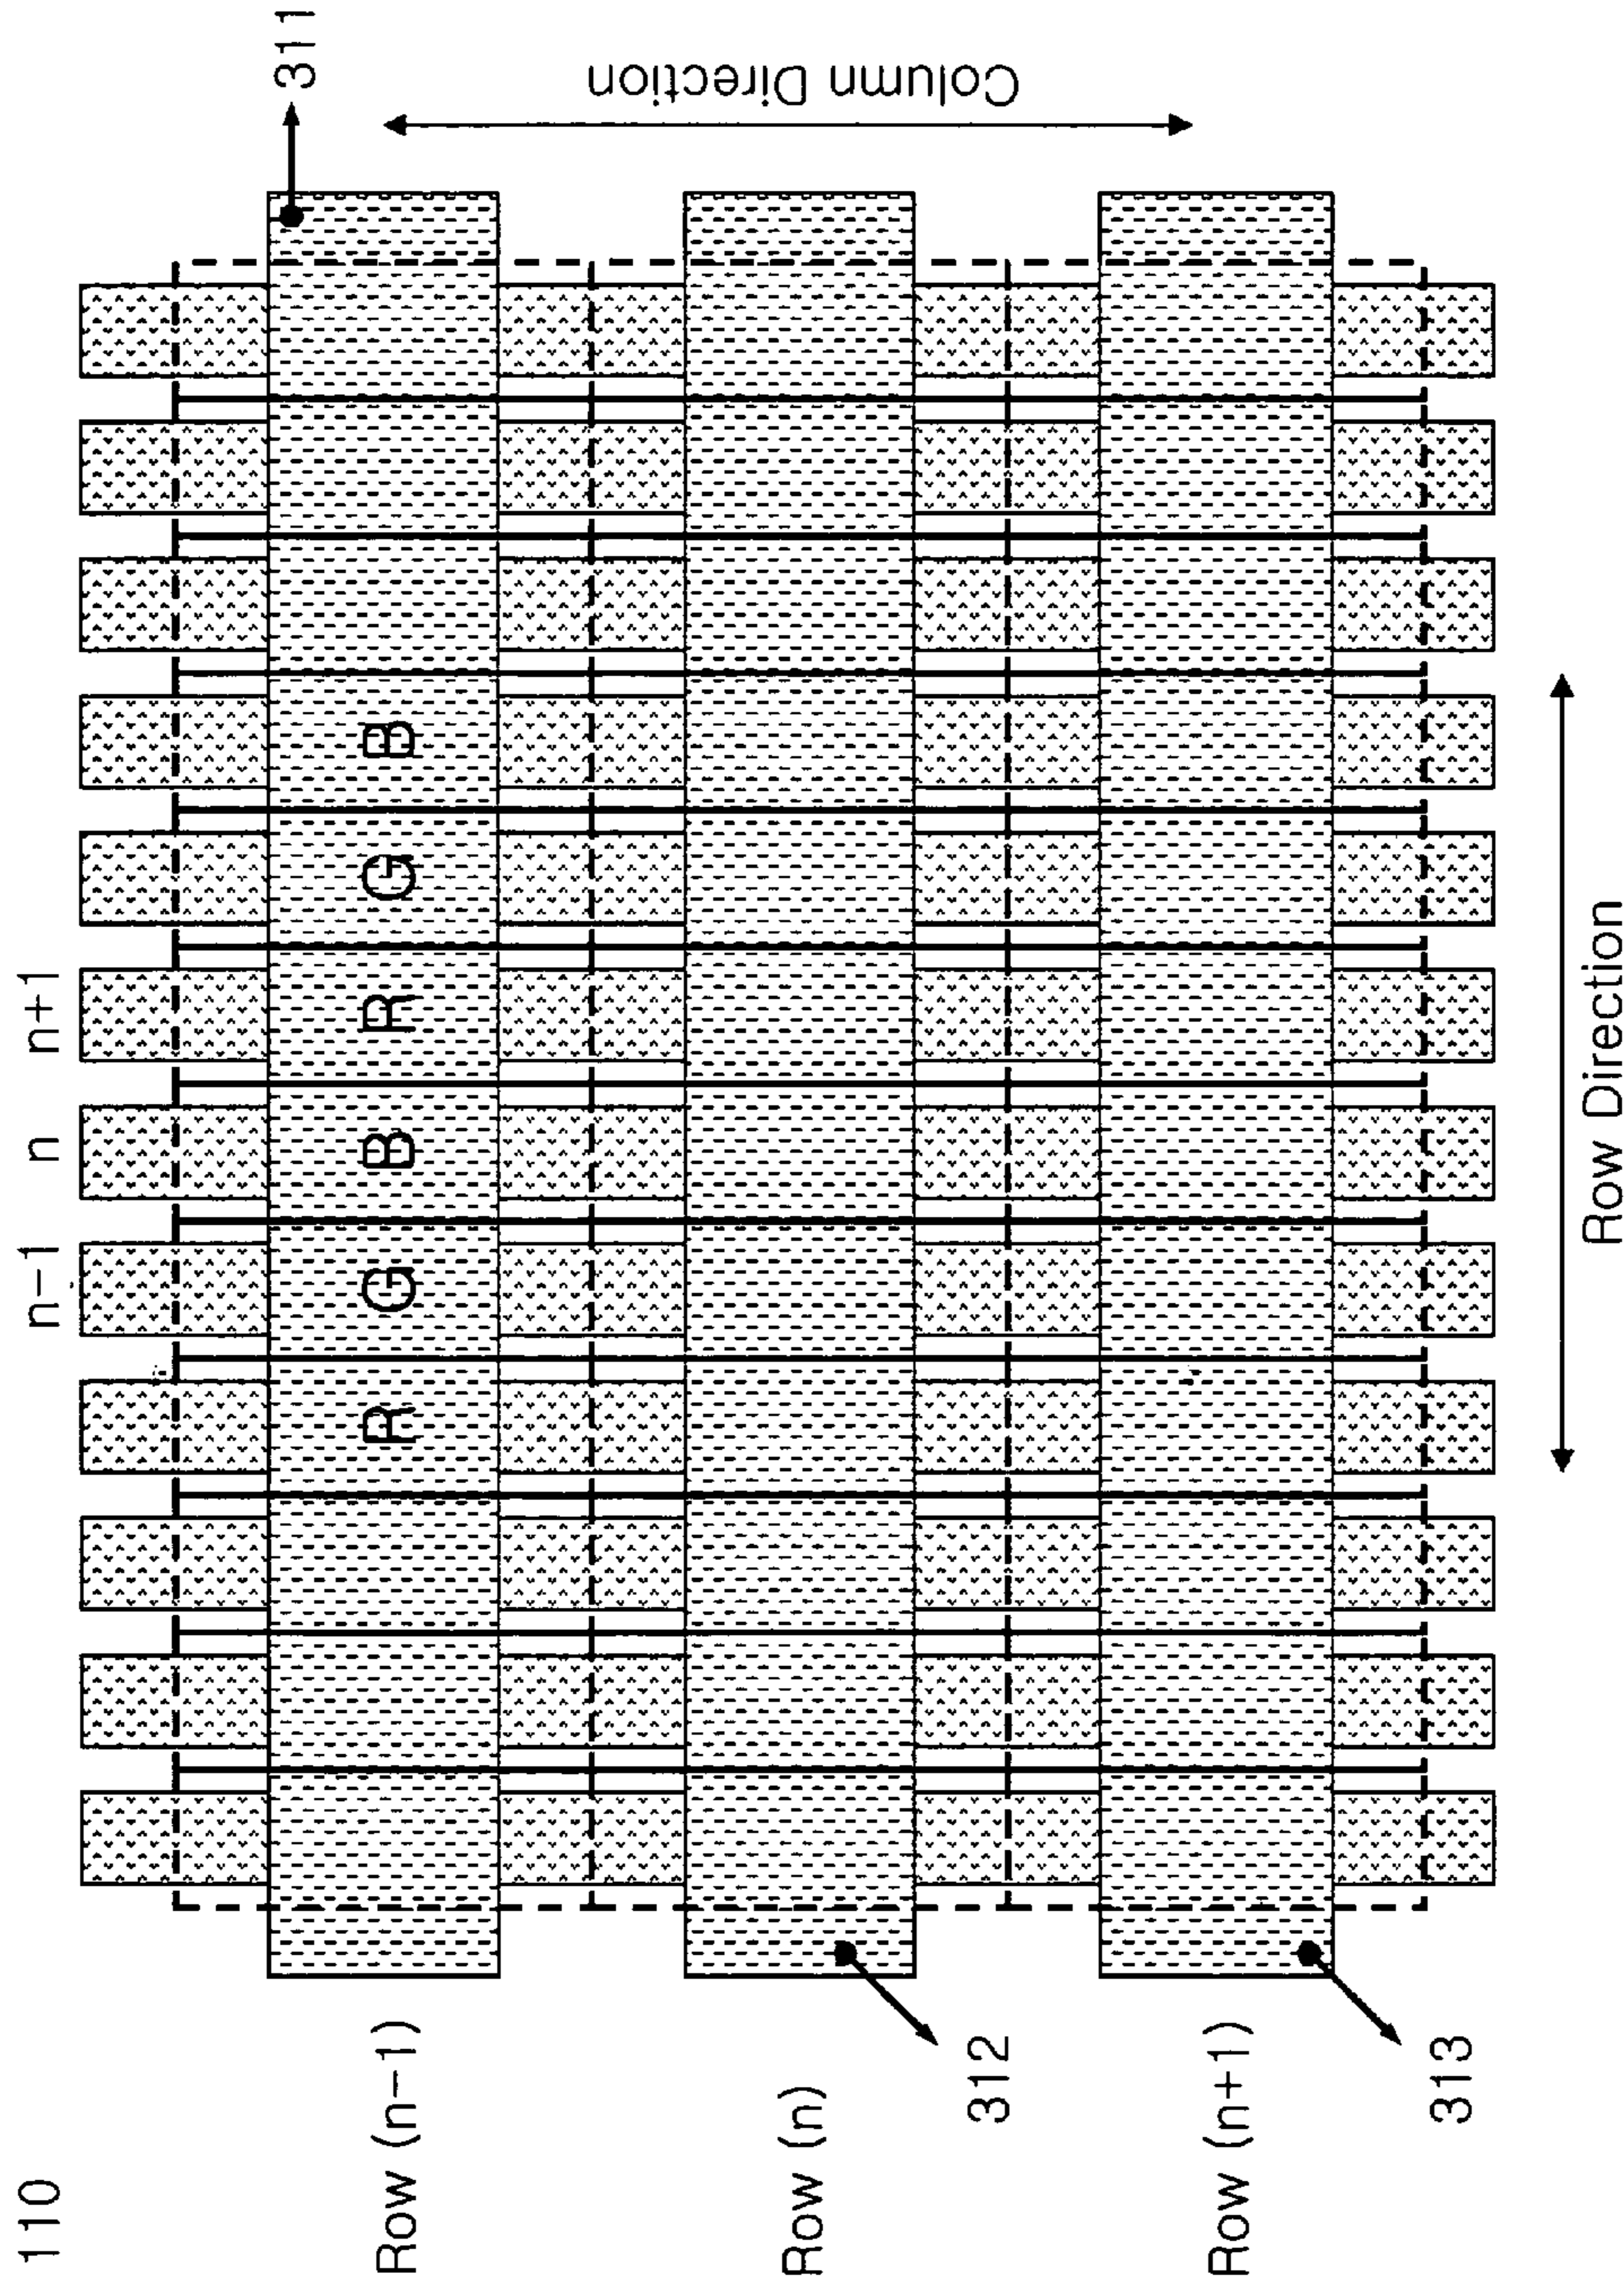 110
n-1 n n+1
311
Row (n-1) R G B R G B
Column Direction
Row (n)
312
Row (n+1)
313
Row Direction